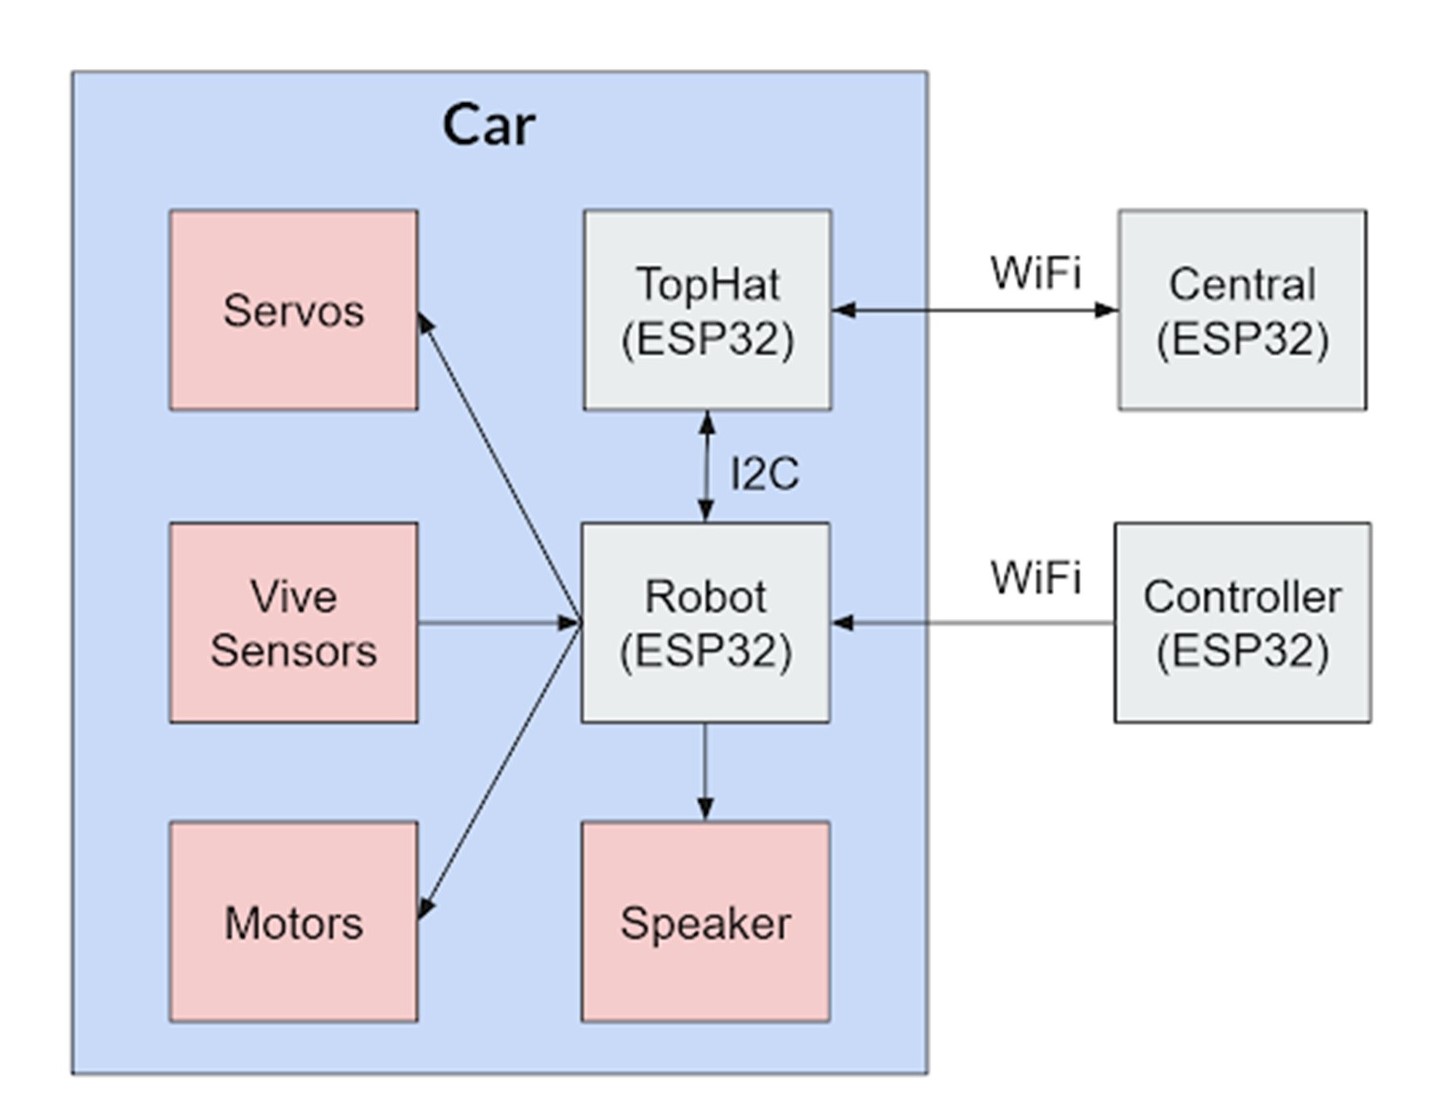 Car
Servos
TopHat
(ESP32)
WiFi
Central
(ESP32)
I2C
Vive
Sensors
Robot
(ESP32)
WiFi
Controller
(ESP32)
Motors
Speaker